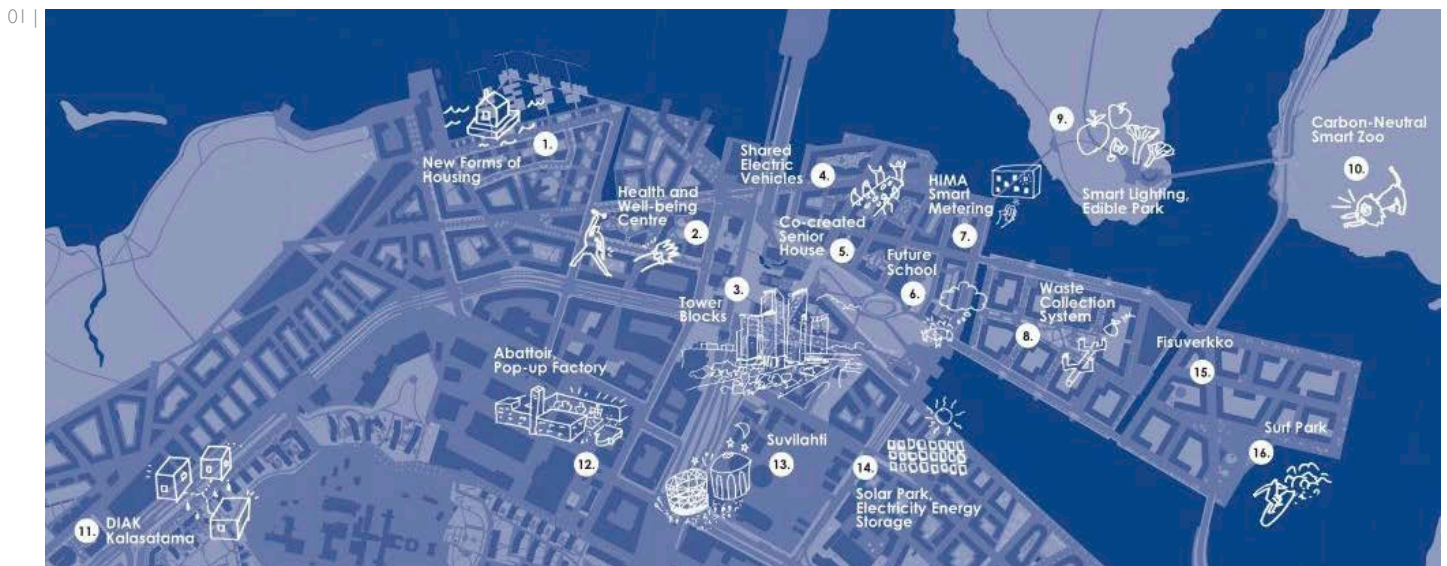 01 |
1.
New Forms of
Housing
Health and
Well-being
Centre
2.
3.
Tower
Blocks
Shared
Electric
Vehicles
4.
Co-created
Senior
House
5.
Future
School
6.
HIMA
Smart
Metering
7.
Waste
Collection
System
8.
9.
Smart Lighting,
Edible Park
Carbon-Neutral
Smart Zoo
10.
11.
DIAK
Kalasatama
Abattoir,
Pop-up Factory
12.
Suvilahti
13.
14.
Solar Park,
Electricity Energy
Storage
Fisuverkko
15.
Surf Park
16.